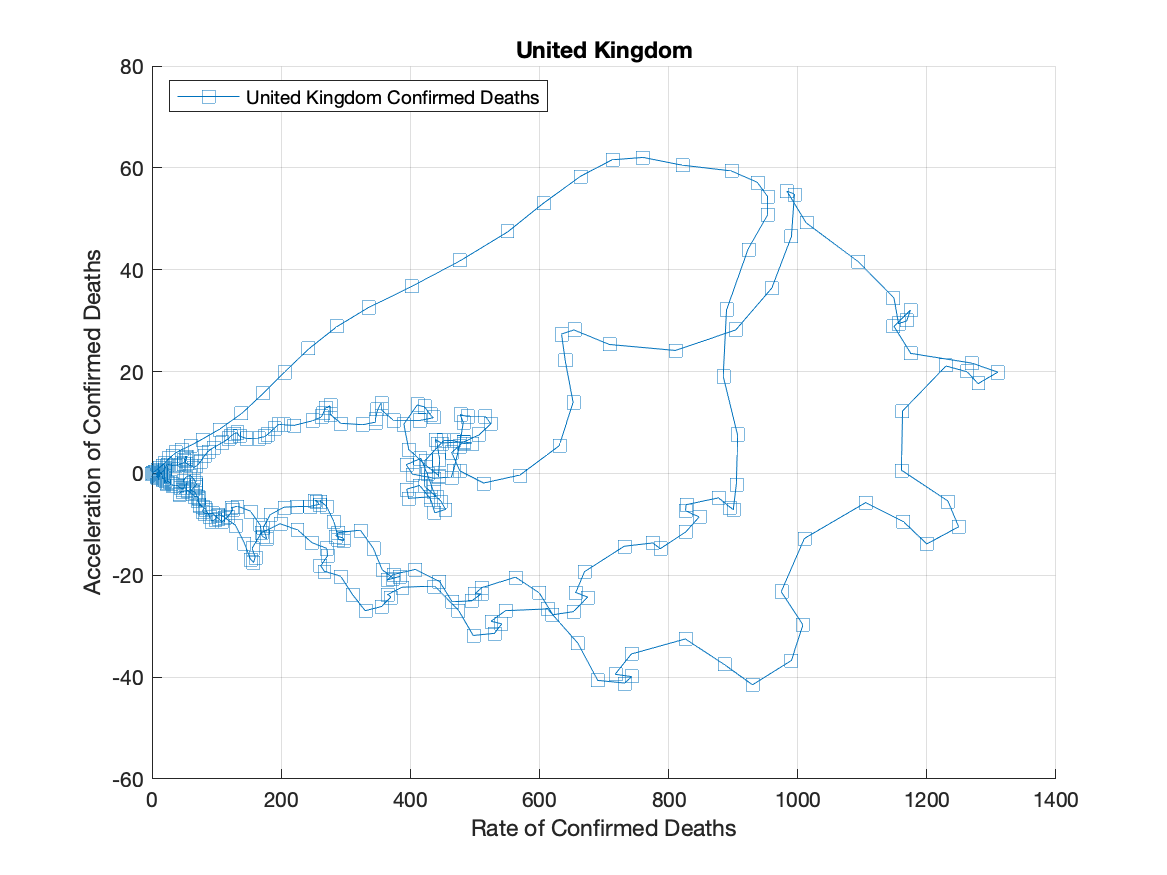 United Kingdom
80
United Kingdom Confirmed Deaths
60
40
20
0
-20
-40
-60
Acceleration of Confirmed Deaths
0 200 400 600 800 1000 1200 1400
Rate of Confirmed Deaths